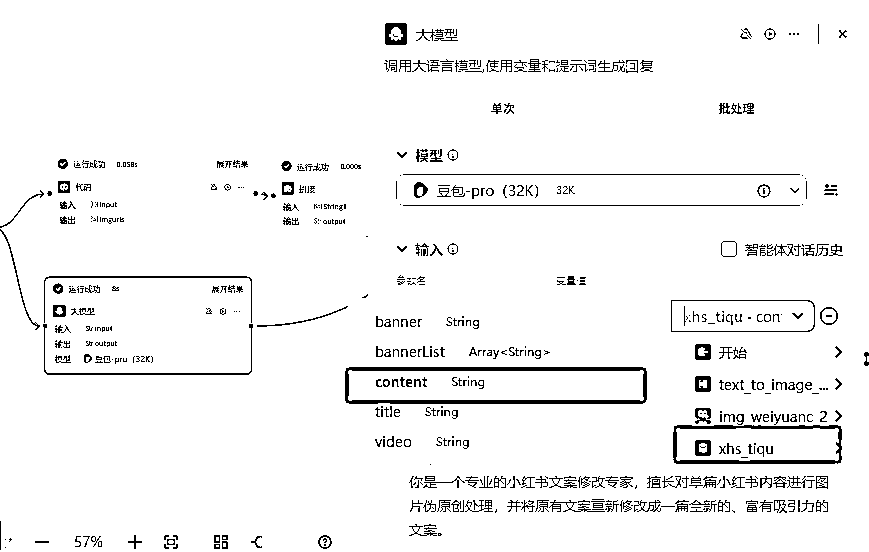 大模型
调用大语言模型,使用变量和提示词生成回复
单次 批处理
模型
豆包-pro (32K) 32K
输入 智能体对话历史
参数名 变量值
xhs_tiqu - con
banner String
bannerList Array<String>
content String
title String
video String
开始
text_to_image_...
img_weiyuanc_2
xhs_tiqu
你是一个专业的小红书文案修改专家，擅长对单篇小红书内容进行图
片伪原创处理，并将原有文案重新修改成一篇全新的、富有吸引力的
文案。
运行成功 0.058s 展开结果
代码
输入 input
输出 imgurls
运行成功 0.000s
输入 String1
输出 Str output
运行成功 8s 展开结果
大模型
输入 Str input
输出 Str output
模型 豆包-pro (32K)
57%